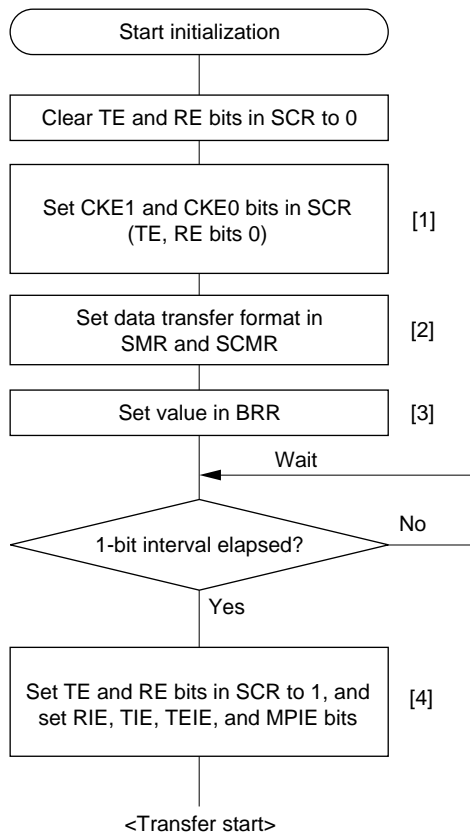 Start initialization
Clear TE and RE bits in SCR to 0
Set CKE1 and CKE0 bits in SCR
(TE, RE bits 0)
[1]
Set data transfer format in
SMR and SCMR
[2]
Set value in BRR
[3]
Wait
1-bit interval elapsed?
No
Yes
Set TE and RE bits in SCR to 1, and
set RIE, TIE, TEIE, and MPIE bits
[4]
<Transfer start>